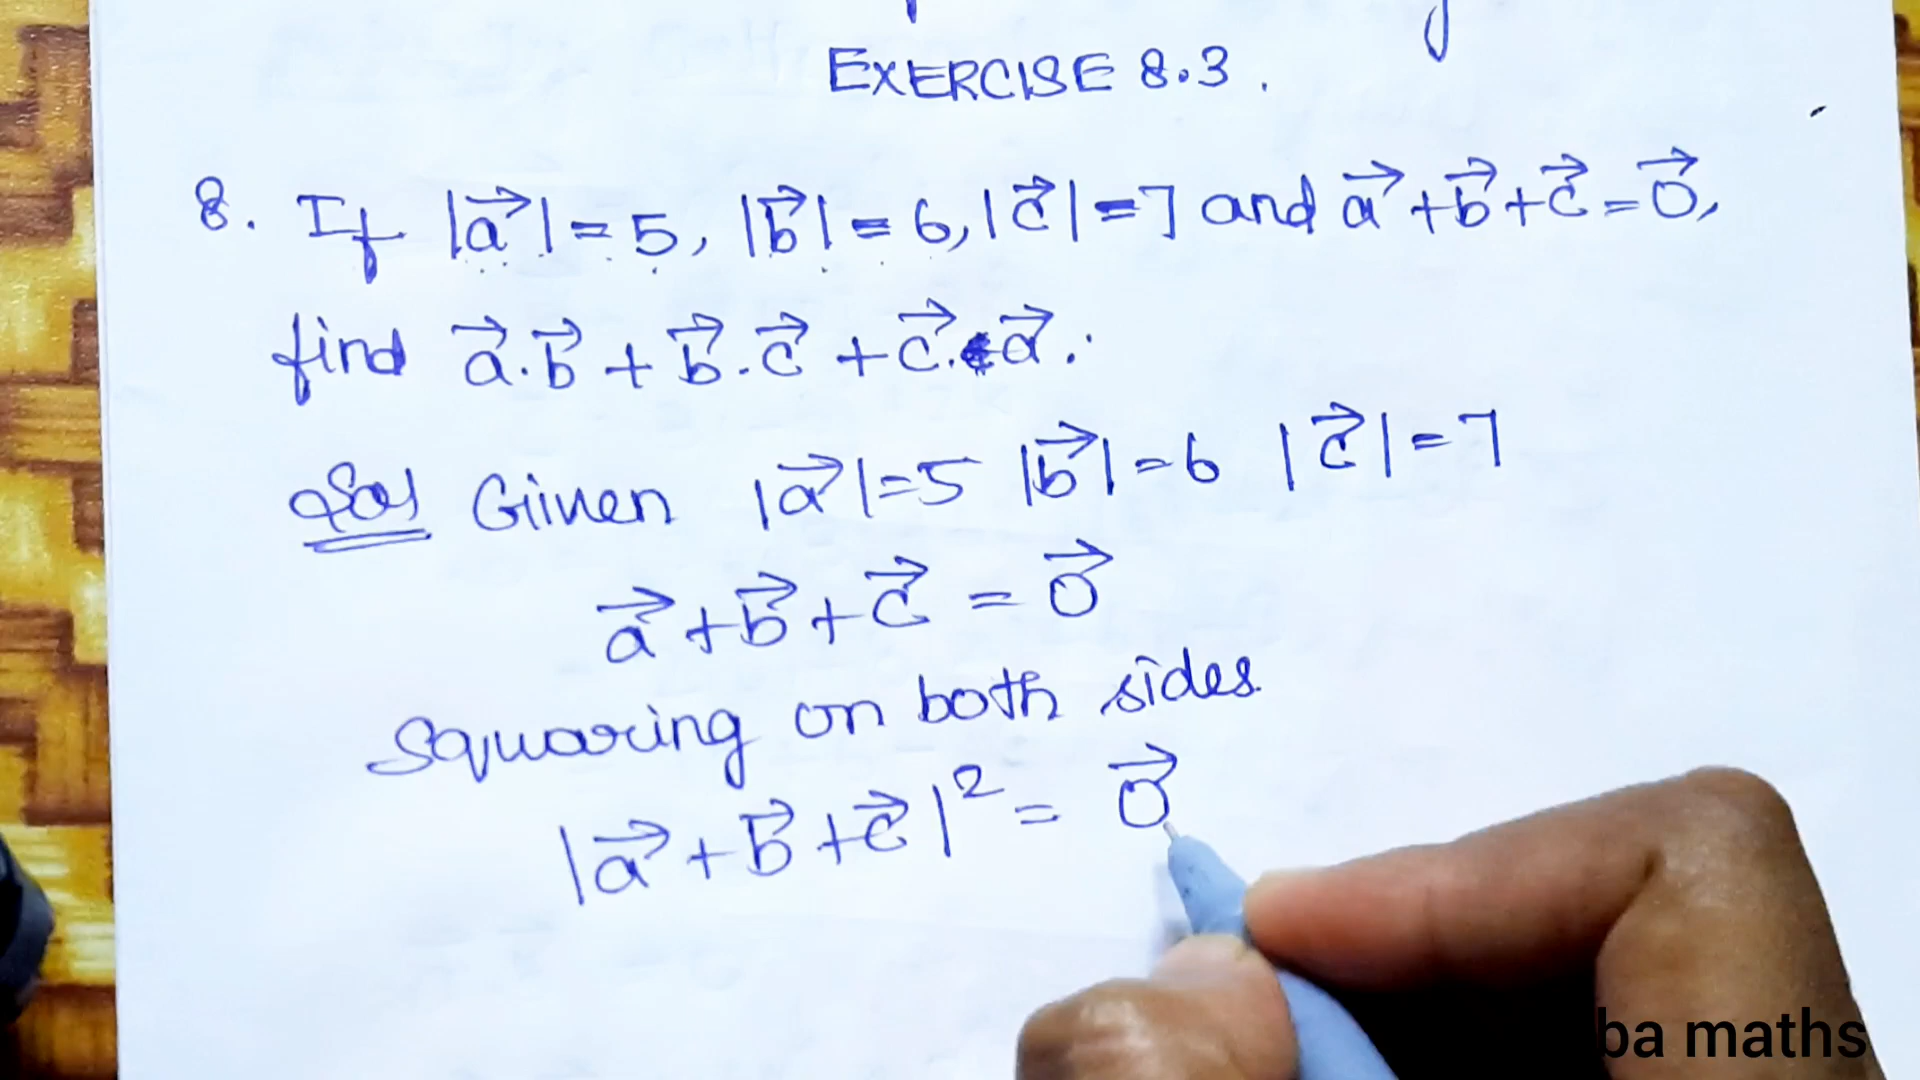 EXERCISE 8.3.
8. If |a⃗|=5, |b⃗|=6, |c⃗|=7 and a⃗+b⃗+c⃗=0⃗,
find a⃗.b⃗ + b⃗.c⃗ + c⃗.a⃗.
Sol Given |a⃗|=5 |b⃗|=6 |c⃗|=7
a⃗+b⃗+c⃗ = 0⃗
Squaring on both sides
|a⃗+b⃗+c⃗|² = 0⃗
ba maths